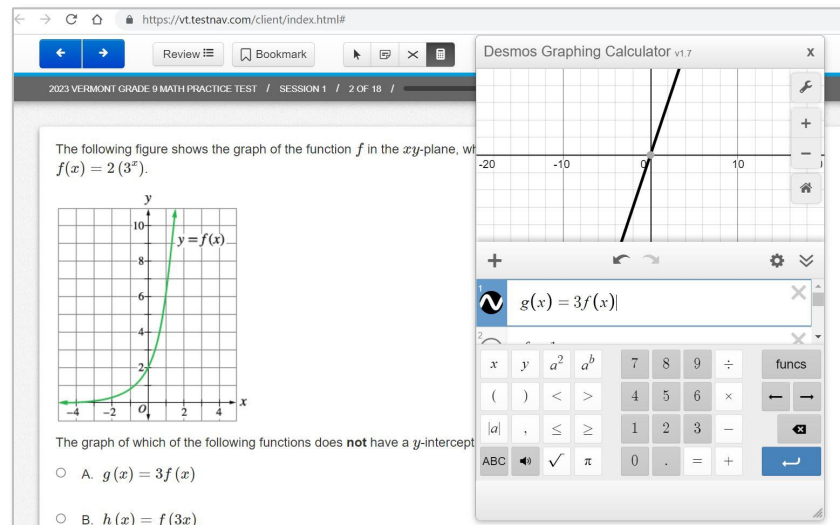 https://vt.testnav.com/client/index.html#
Review
Bookmark
2023 VERMONT GRADE 9 MATH PRACTICE TEST / SESSION 1 / 2 OF 18 /
The following figure shows the graph of the function f in the xy-plane, wh
f(x) = 2 (3^x).
y
10
y = f(x)
8
6
4
2
-4 -2 O 2 4 x
The graph of which of the following functions does not have a y-intercept
A. g(x) = 3f(x)
B. h(x) = f(3x)
Desmos Graphing Calculator v1.7 X
-20 -10 0 10
+
−
+
1
g(x) = 3f(x)
2
x y a² a^b 7 8 9 ÷ funcs
( ) < > 4 5 6 × ← →
|a| , ≤ ≥ 1 2 3 −
ABC √ π 0 . = +